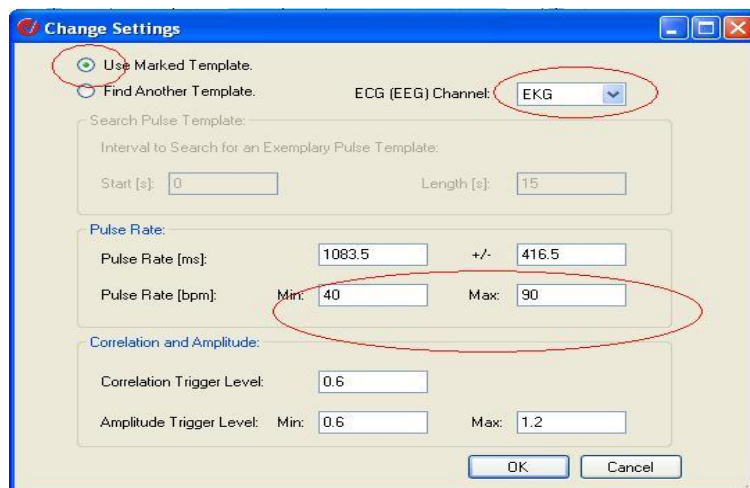 Change Settings
Use Marked Template.
Find Another Template. ECG (EEG) Channel: EKG
Search Pulse Template:
Interval to Search for an Exemplary Pulse Template:
Start [s]: 0 Length [s]: 15
Pulse Rate:
Pulse Rate [ms]: 1083.5 +/- 416.5
Pulse Rate [bpm]: Min: 40 Max: 90
Correlation and Amplitude:
Correlation Trigger Level: 0.6
Amplitude Trigger Level: Min: 0.6 Max: 1.2
OK Cancel